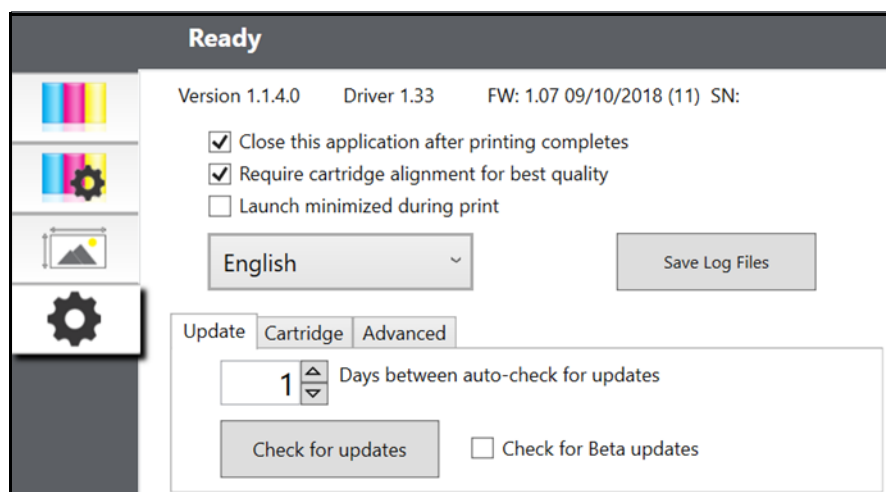 Ready
Version 1.1.4.0 Driver 1.33 FW: 1.07 09/10/2018 (11) SN:
Close this application after printing completes
Require cartridge alignment for best quality
Launch minimized during print
English
Save Log Files
Update Cartridge Advanced
1 Days between auto-check for updates
Check for updates Check for Beta updates